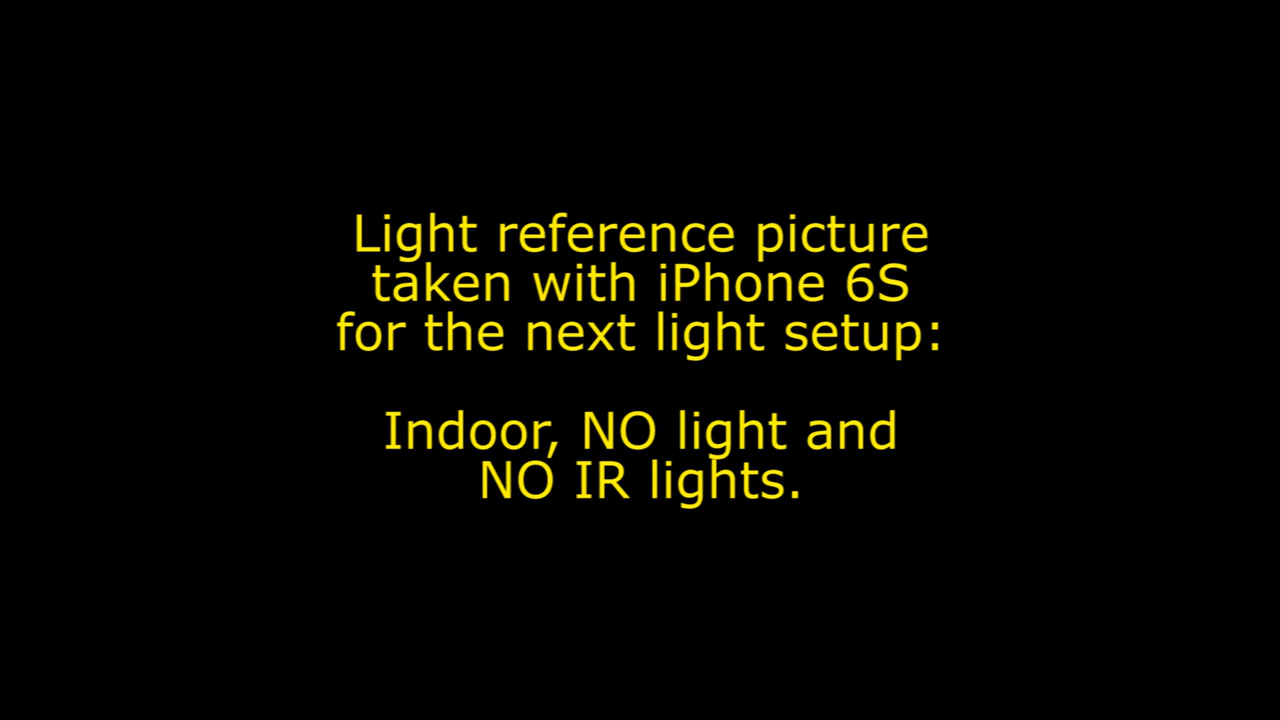 Light reference picture
taken with iPhone 6S
for the next light setup:
Indoor, NO light and
NO IR lights.